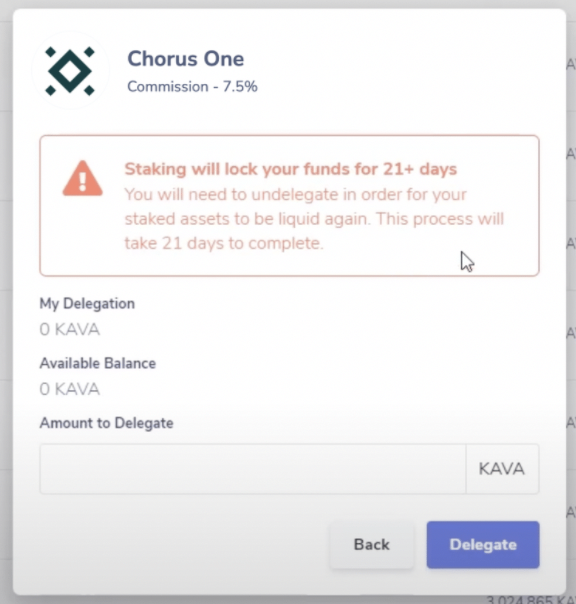 Chorus One
Commission - 7.5%
Staking will lock your funds for 21+ days
You will need to undelegate in order for your
staked assets to be liquid again. This process will
take 21 days to complete.
My Delegation
0 KAVA
Available Balance
0 KAVA
Amount to Delegate
KAVA
Back
Delegate
3,024,865 KAV